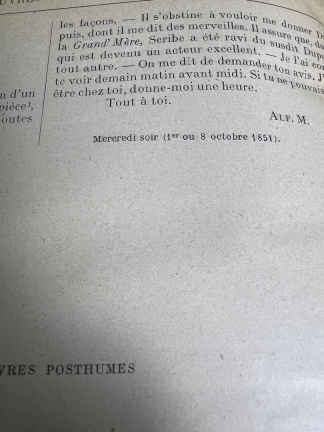 les façons. — Il s'obstine à vouloir me donner
puis, dont il me dit des merveilles. Il assure que,
la Grand'Mère, Scribe a été ravi du susdit
qui est devenu un acteur excellent. — Je l'ai
tout autre. — On me dit de demander ton avis.
te voir demain matin avant midi. Si tu ne pouvais
être chez toi, donne-moi une heure.
Tout à toi.
ALF. M.
Mercredi soir (1er ou 8 octobre 1851).
n d'un
pièce¹,
outes
VRES POSTHUMES